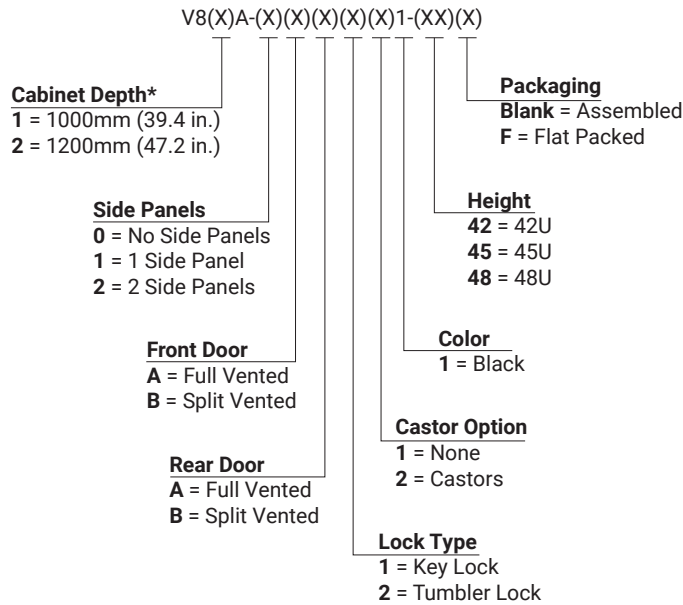 V8(X)A-(X)(X)(X)(X)(X)1-(XX)(X)
Cabinet Depth*
1 = 1000mm (39.4 in.)
2 = 1200mm (47.2 in.)
Packaging
Blank = Assembled
F = Flat Packed
Side Panels
0 = No Side Panels
1 = 1 Side Panel
2 = 2 Side Panels
Height
42 = 42U
45 = 45U
48 = 48U
Front Door
A = Full Vented
B = Split Vented
Color
1 = Black
Rear Door
A = Full Vented
B = Split Vented
Castor Option
1 = None
2 = Castors
Lock Type
1 = Key Lock
2 = Tumbler Lock